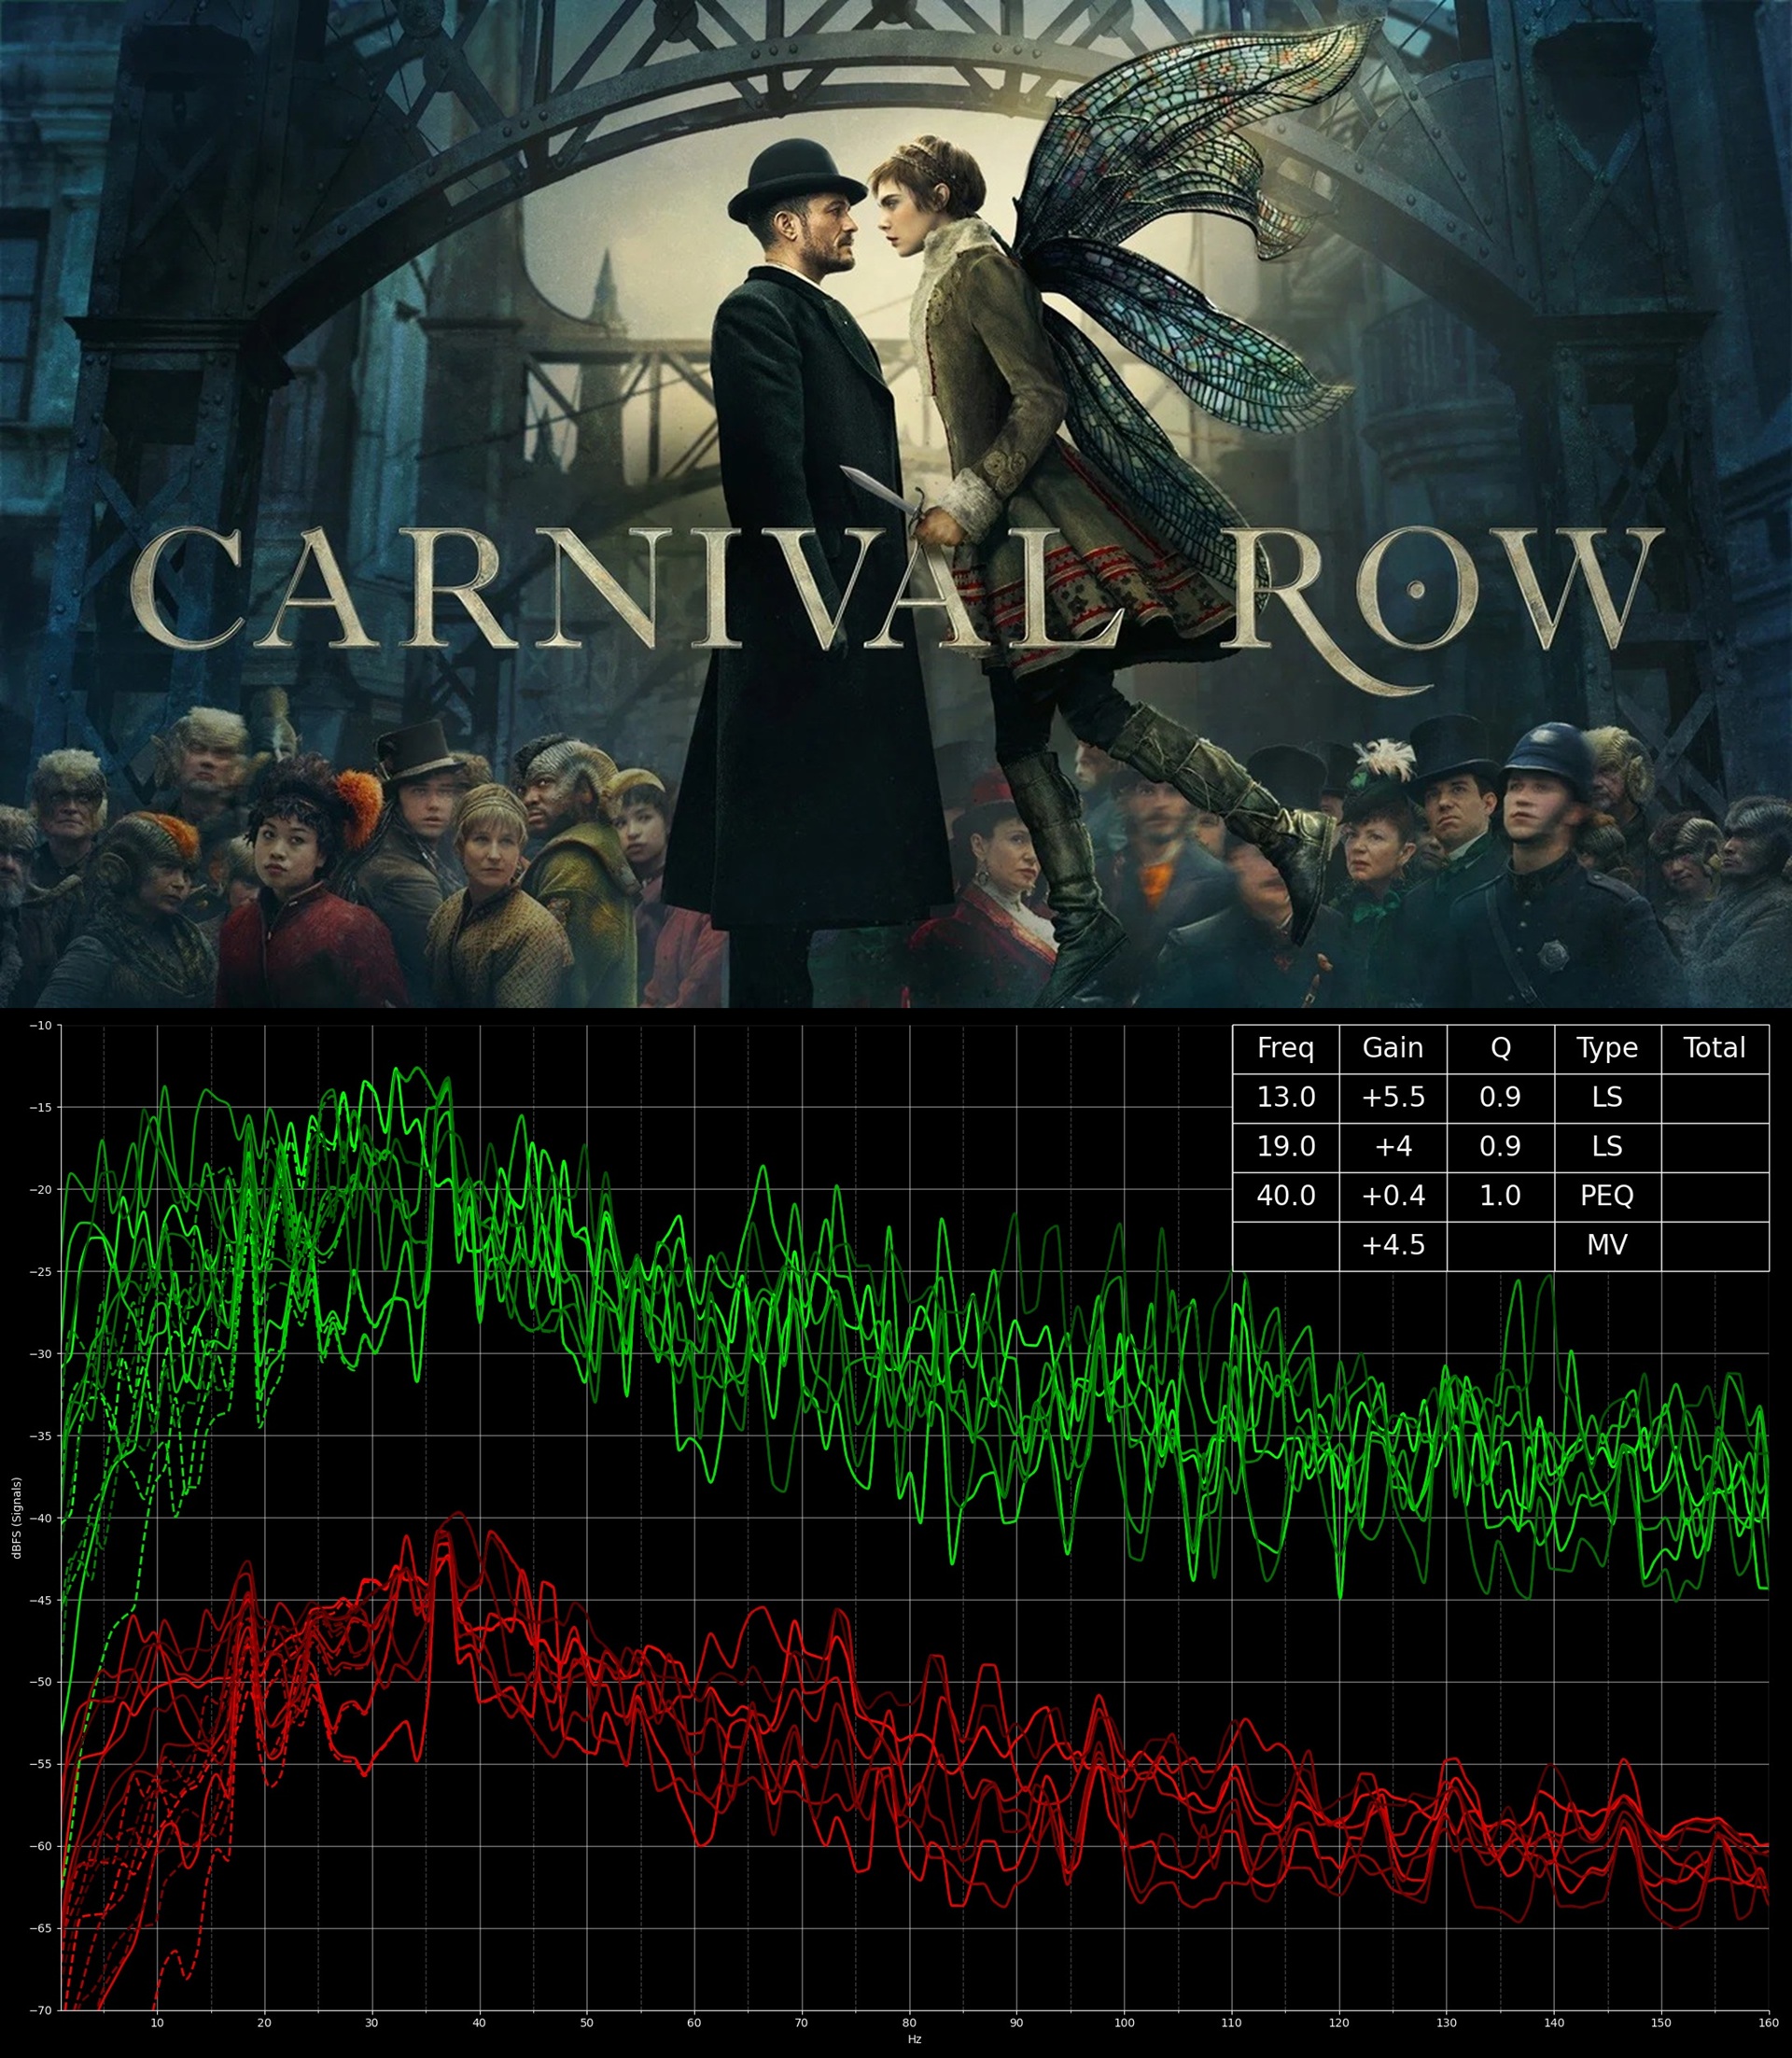 CARNIVAL ROW
Freq Gain Q Type Total
13.0 +5.5 0.9 LS
19.0 +4 0.9 LS
40.0 +0.4 1.0 PEQ
+4.5 MV
−10
−15
−20
−25
−30
−35
−40
−45
−50
−55
−60
−65
−70
dBFS (Signals)
10 20 30 40 50 60 70 80 90 100 110 120 130 140 150 160
Hz